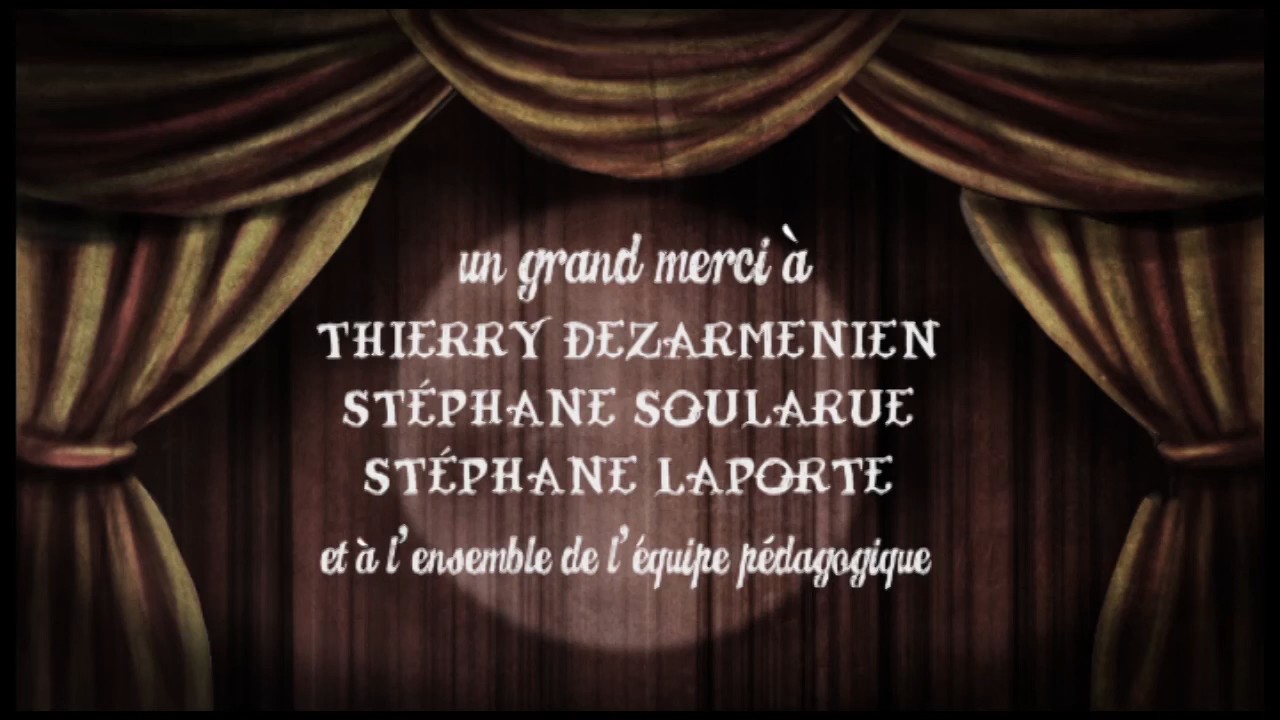 un grand merci à
THIERRY DEZARMENIEN
STÉPHANE SOULARUE
STÉPHANE LAPORTE
et à l'ensemble de l'équipe pédagogique